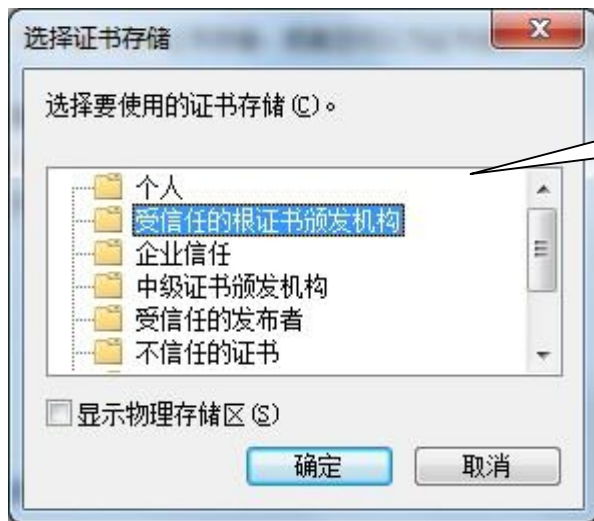 选择证书存储
选择要使用的证书存储(C)。
个人
受信任的根证书颁发机构
企业信任
中级证书颁发机构
受信任的发布者
不信任的证书
显示物理存储区(S)
确定
取消